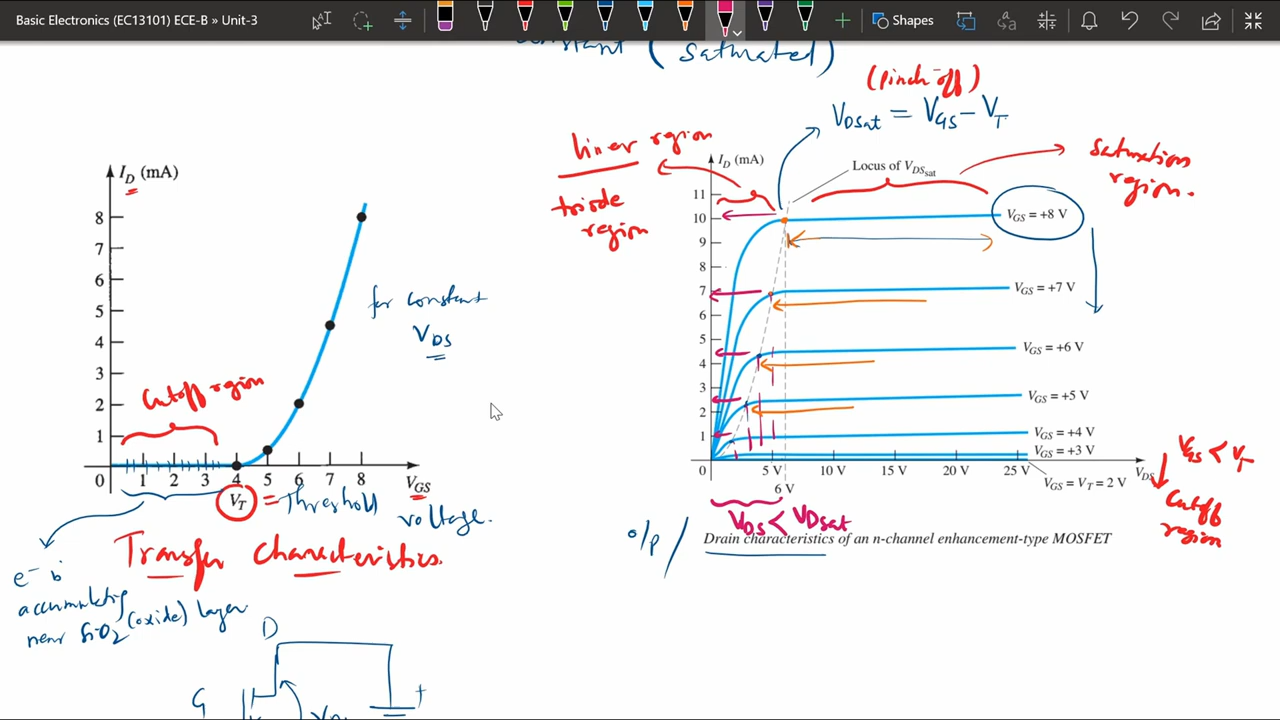 Basic Electronics (EC13101) ECE-B » Unit-3
Shapes
constant (saturated)
(pinch-off)
VDsat = VGS - VT
linear region
triode region
ID (mA)
Locus of VDSsat
Saturation region.
11
10
9
8
7
6
5
4
3
2
1
0
5 V
10 V
15 V
20 V
25 V
VDS
6 V
VGS = +8 V
VGS = +7 V
VGS = +6 V
VGS = +5 V
VGS = +4 V
VGS = +3 V
VGS = VT = 2 V
VGS < VT
Cutoff region
VDS < VDsat
o/p /
Drain characteristics of an n-channel enhancement-type MOSFET
ID (mA)
8
7
6
5
4
3
2
1
0
1
2
3
4
5
6
7
8
VGS
for constant
VDS
Cutoff region
VT = Threshold voltage.
Transfer characteristics.
e- is
accumulating
near SiO2 (oxide) layer
D
G
+